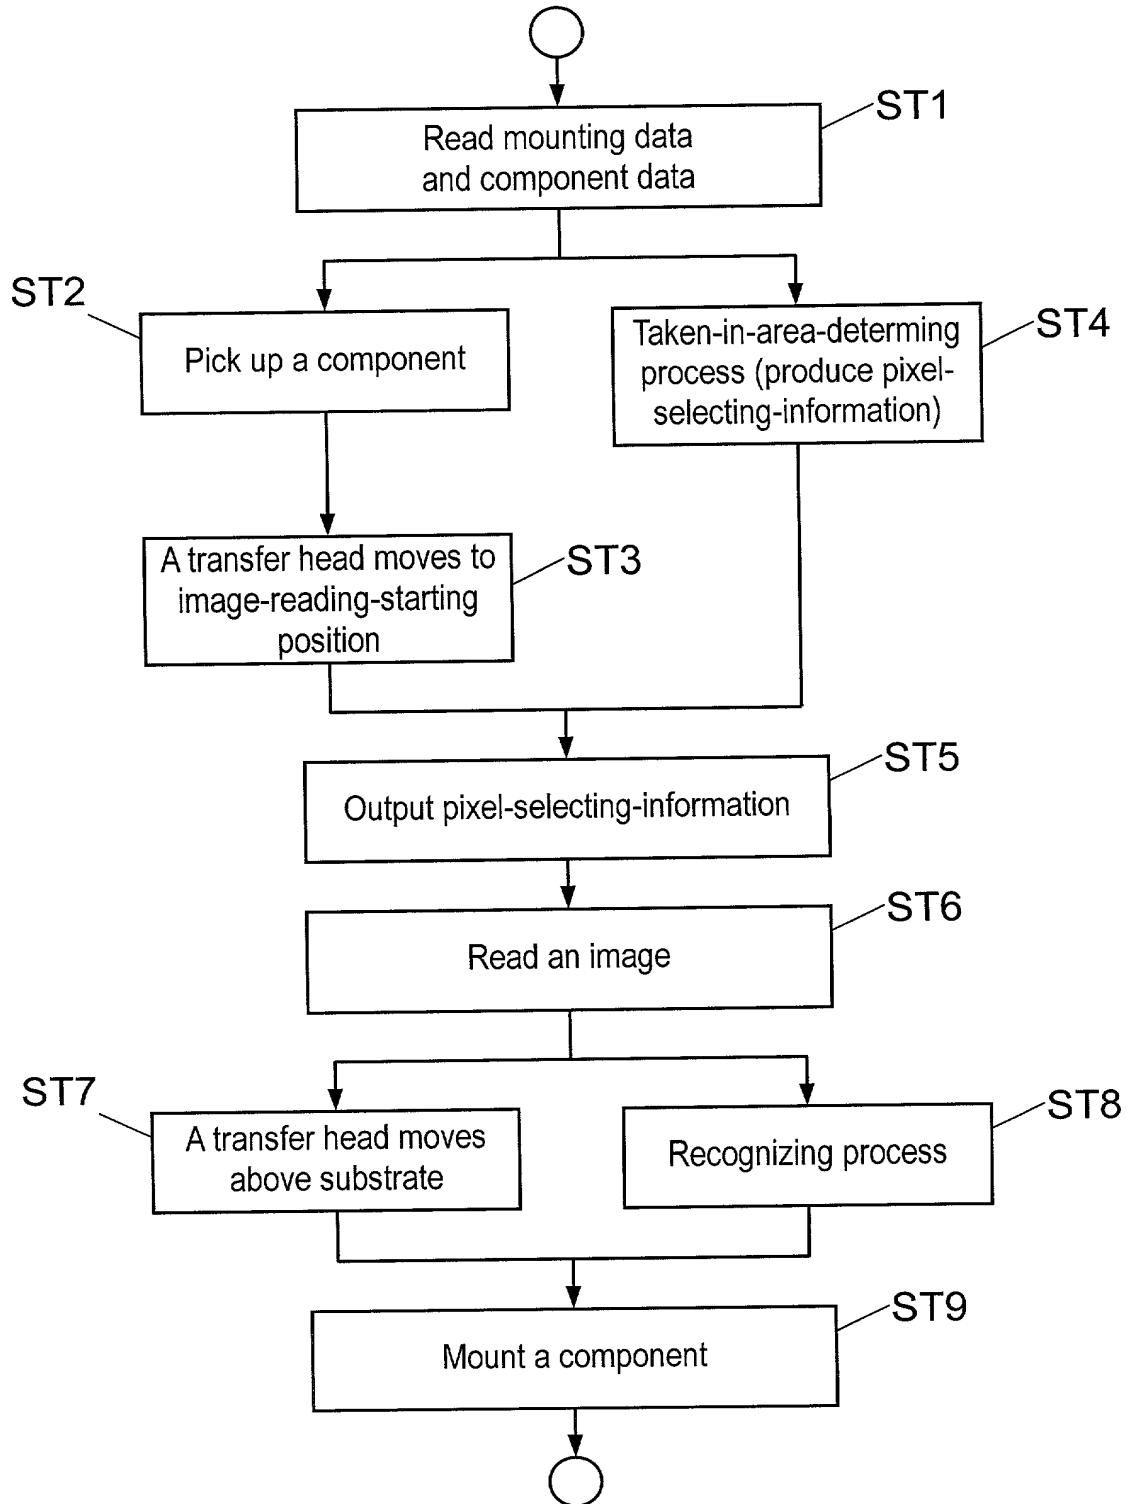 ST1
Read mounting data
and component data
ST2
Pick up a component
ST4
Taken-in-area-determing
process (produce pixel-
selecting-information)
ST3
A transfer head moves to
image-reading-starting
position
ST5
Output pixel-selecting-information
ST6
Read an image
ST7
A transfer head moves
above substrate
ST8
Recognizing process
ST9
Mount a component